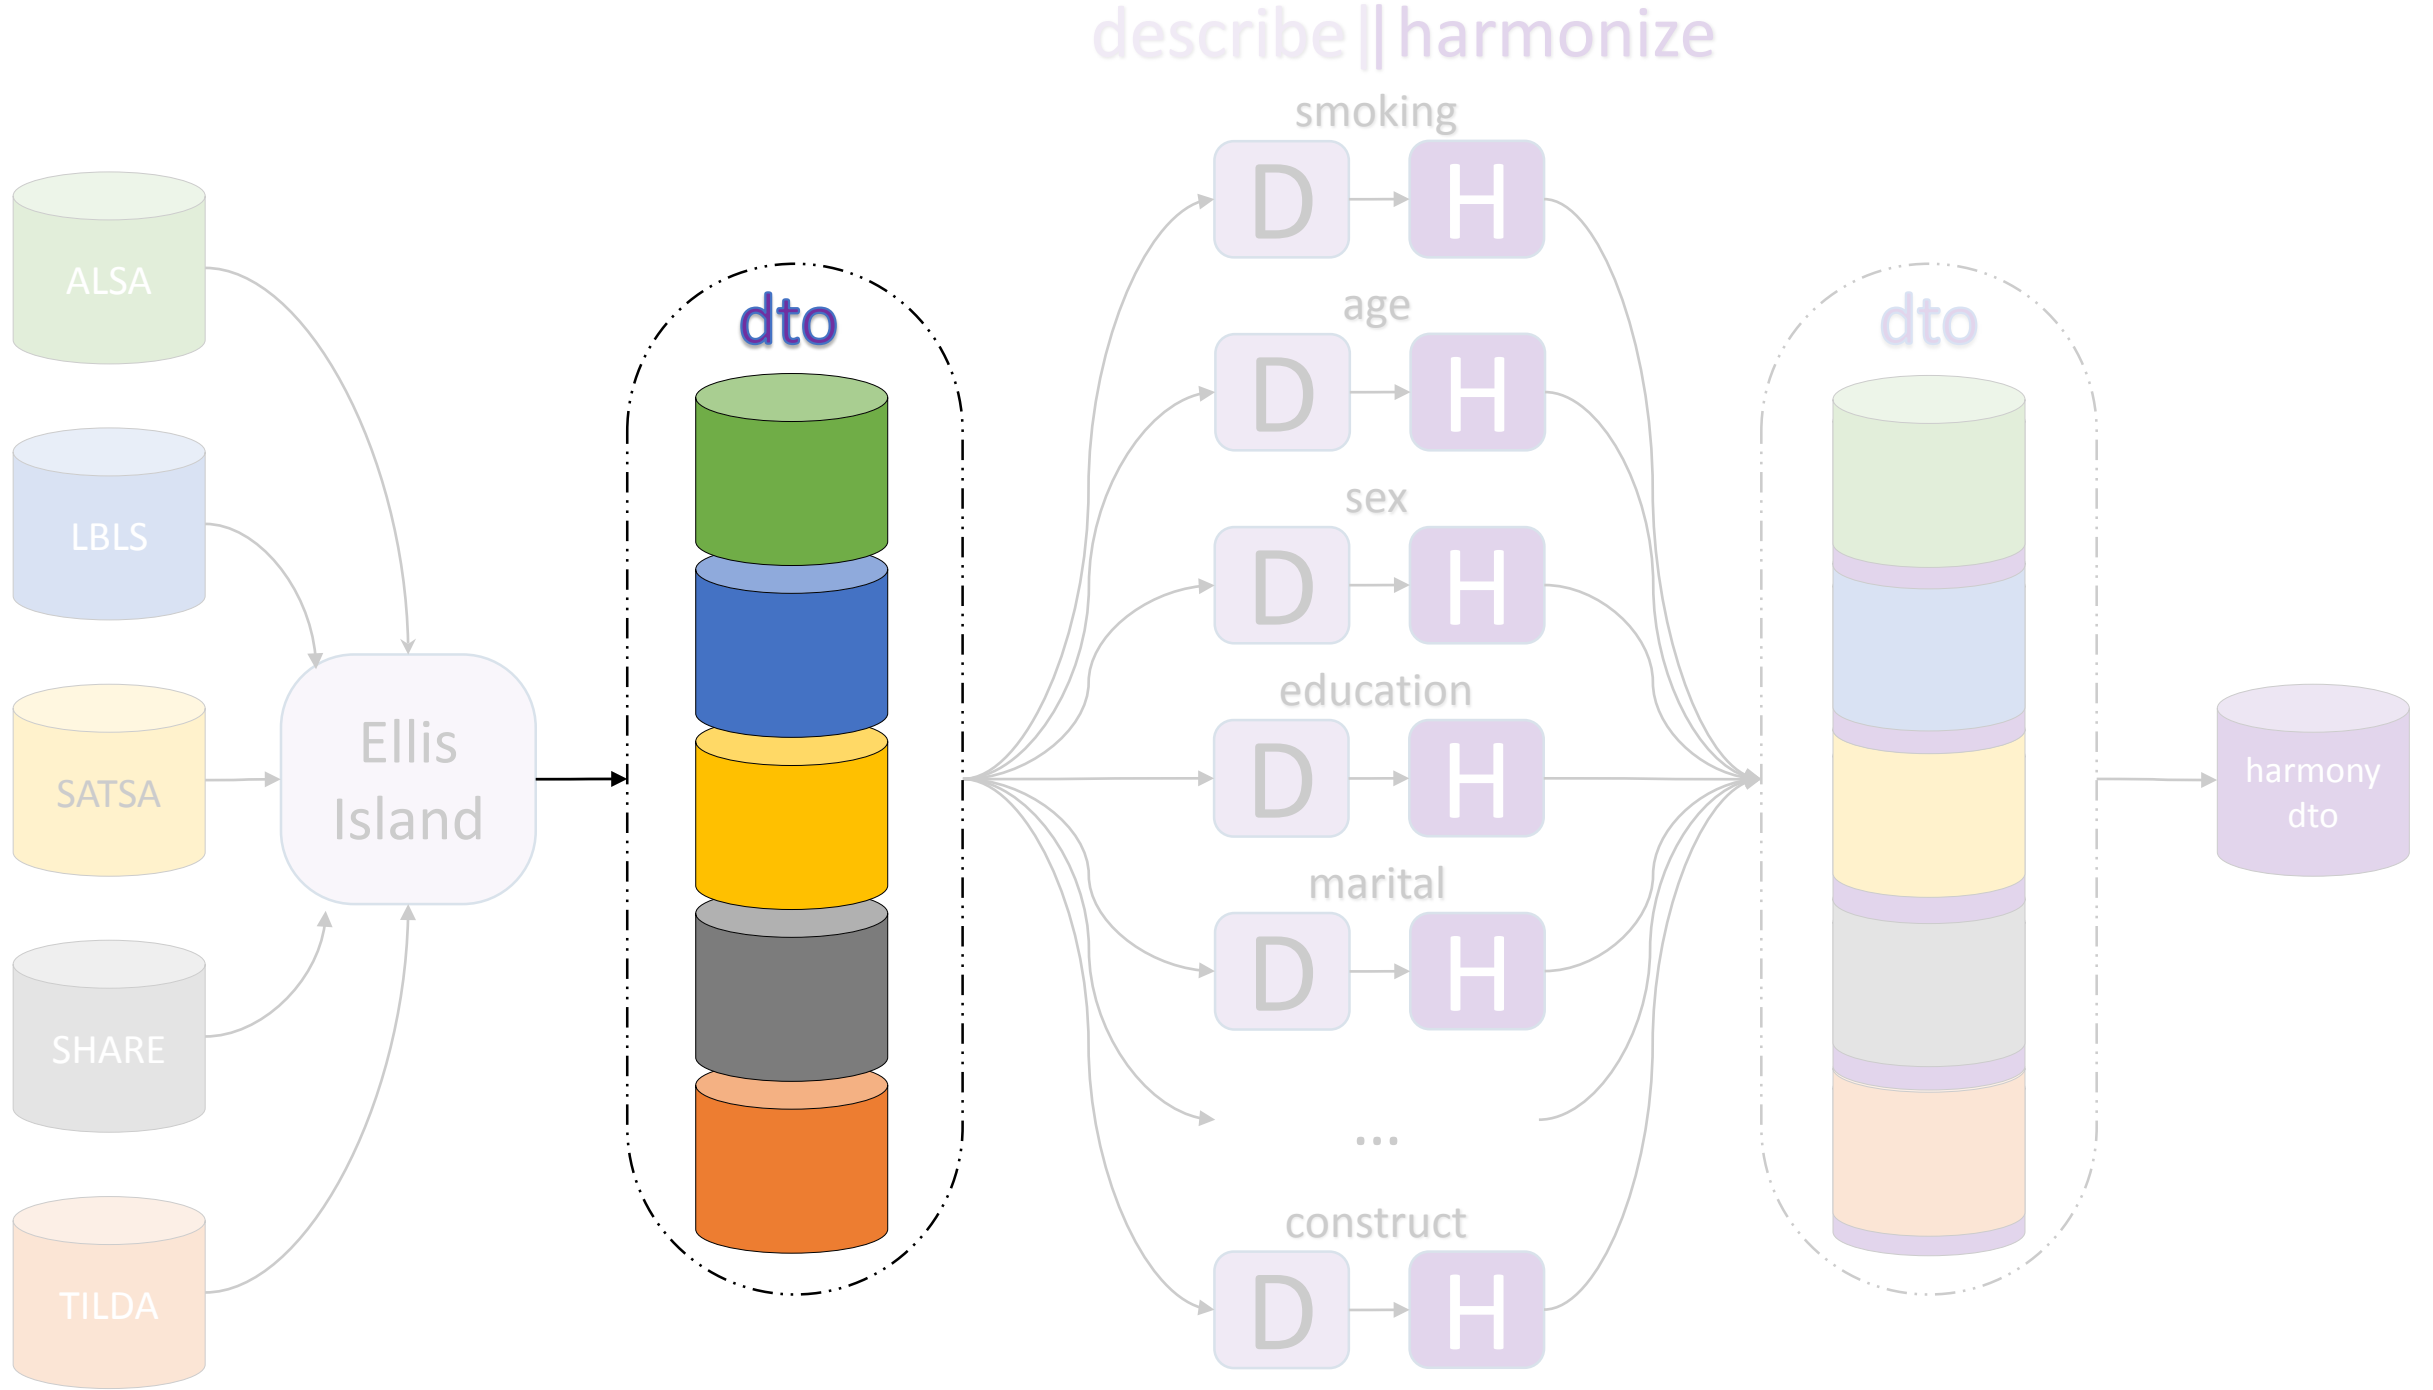 describe||harmonize
ALSA
LBLS
SATSA
SHARE
TILDA
Ellis
Island
dto
smoking
D H
age
D H
sex
D H
education
D H
marital
D H
...
construct
D H
dto
harmony
dto